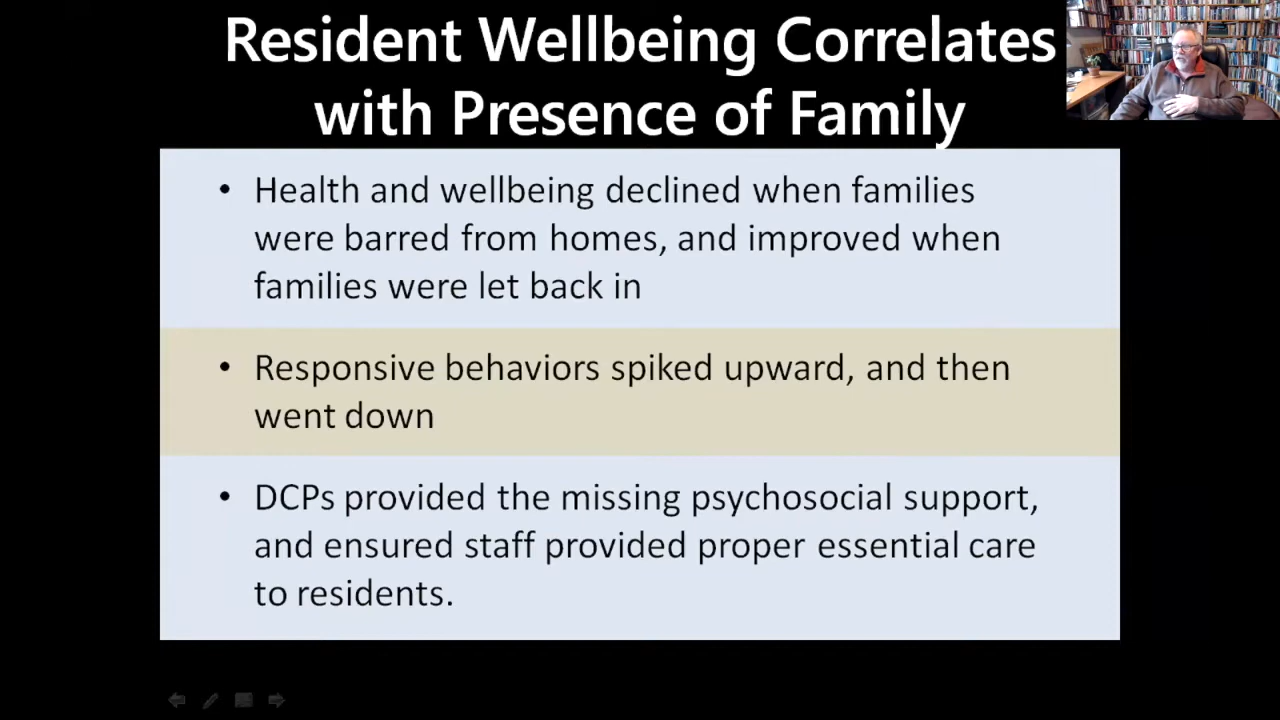 Resident Wellbeing Correlates
with Presence of Family
• Health and wellbeing declined when families
were barred from homes, and improved when
families were let back in
• Responsive behaviors spiked upward, and then
went down
• DCPs provided the missing psychosocial support,
and ensured staff provided proper essential care
to residents.